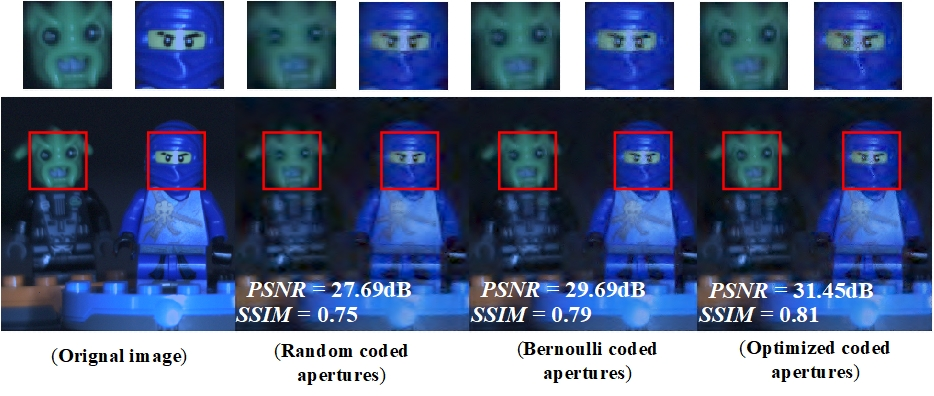 PSNR = 27.69dB
SSIM = 0.75
PSNR = 29.69dB
SSIM = 0.79
PSNR = 31.45dB
SSIM = 0.81
(Orignal image)
(Random coded
apertures)
(Bernoulli coded
apertures)
(Optimized coded
apertures)